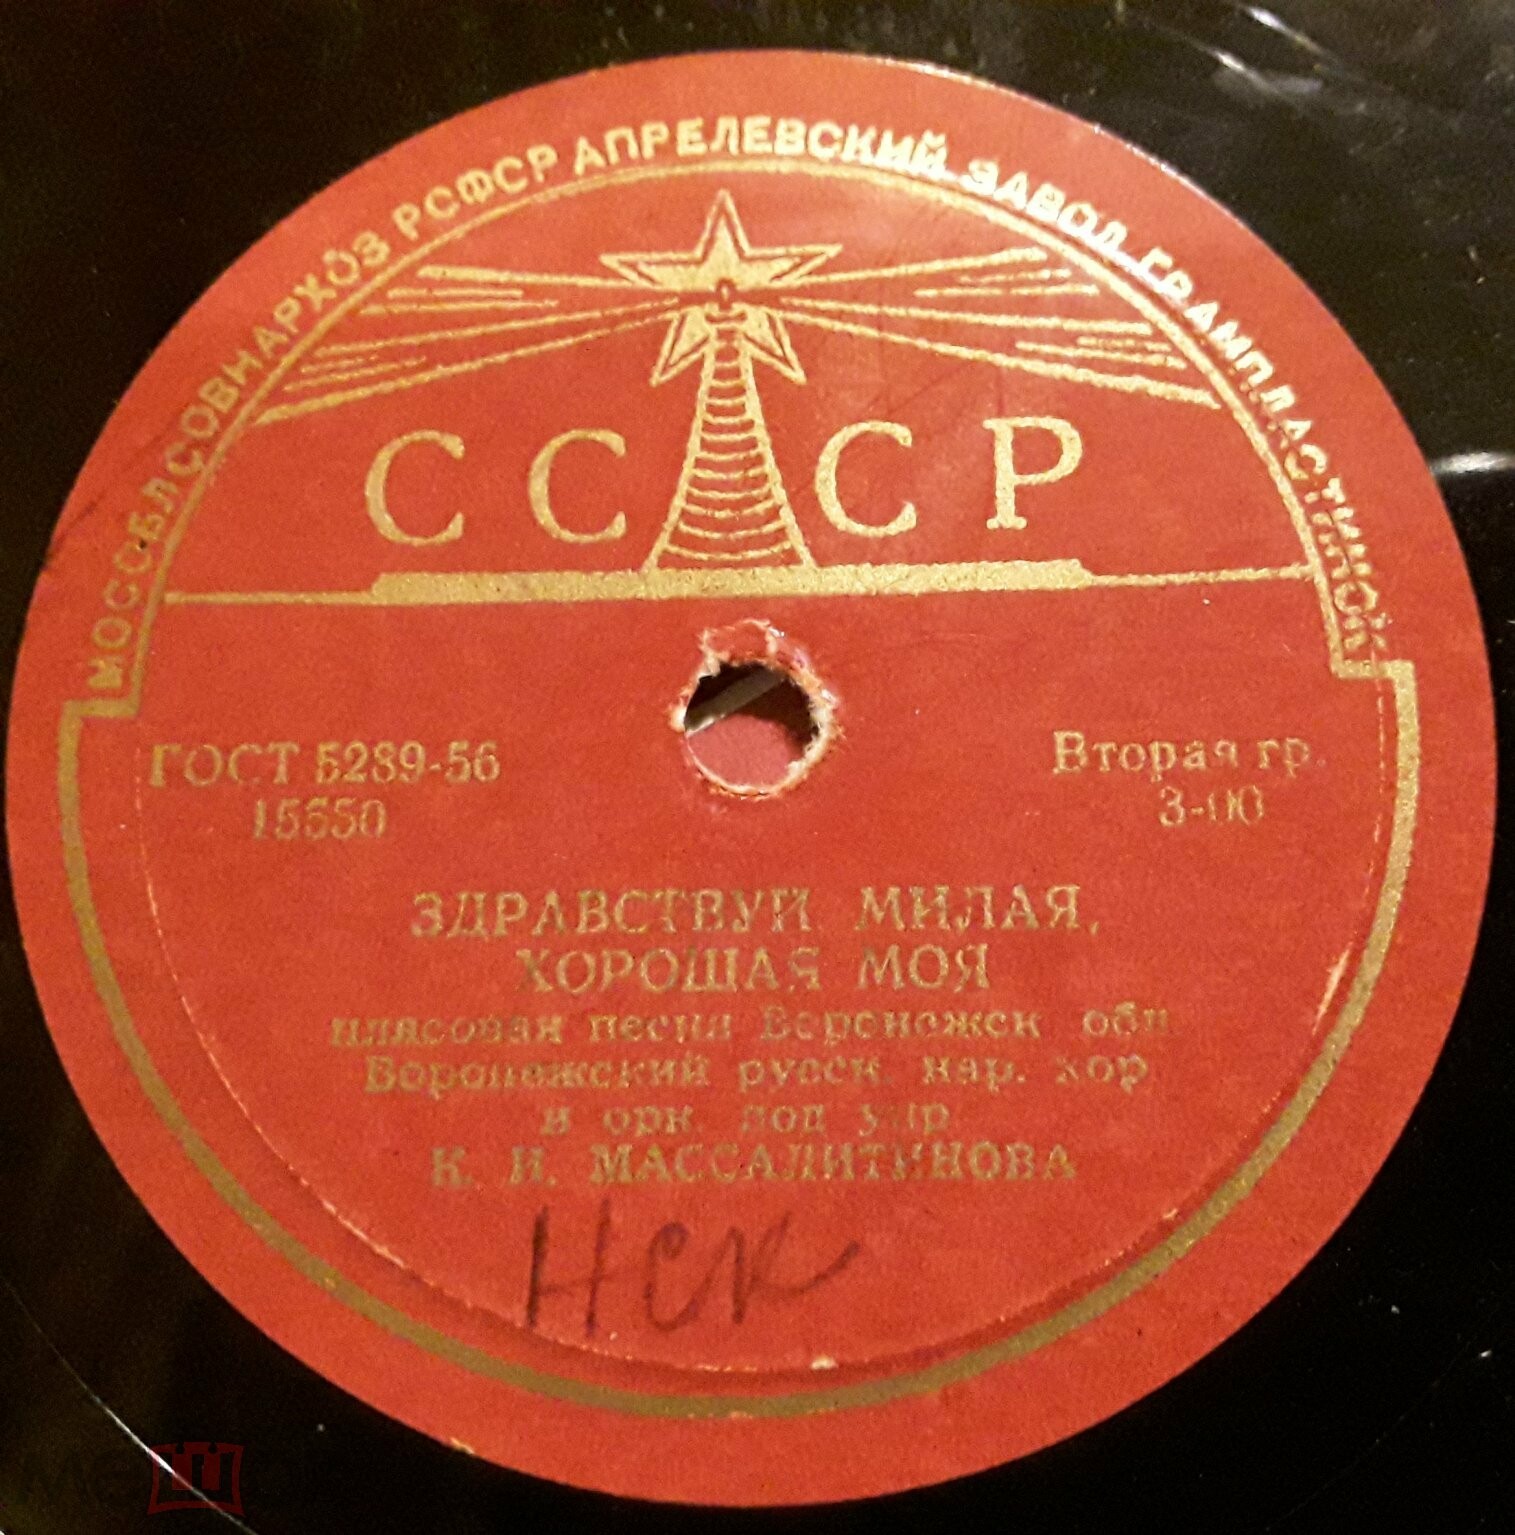 МОСОБЛСОВНАРХОЗ РСФСР АПРЕЛЕВСКИЙ ЗАВОД ГРАМПЛАСТИНОК
СССР
ГОСТ 5289-56
Вторая гр.
15550
3-00
ЗДРАВСТВУЙ МИЛАЯ,
ХОРОШАЯ МОЯ
плясовая песня Воронежск. обл.
Воронежский русск. нар. хор
и орк. под упр.
К. И. МАССАЛИТИНОВА
Нск